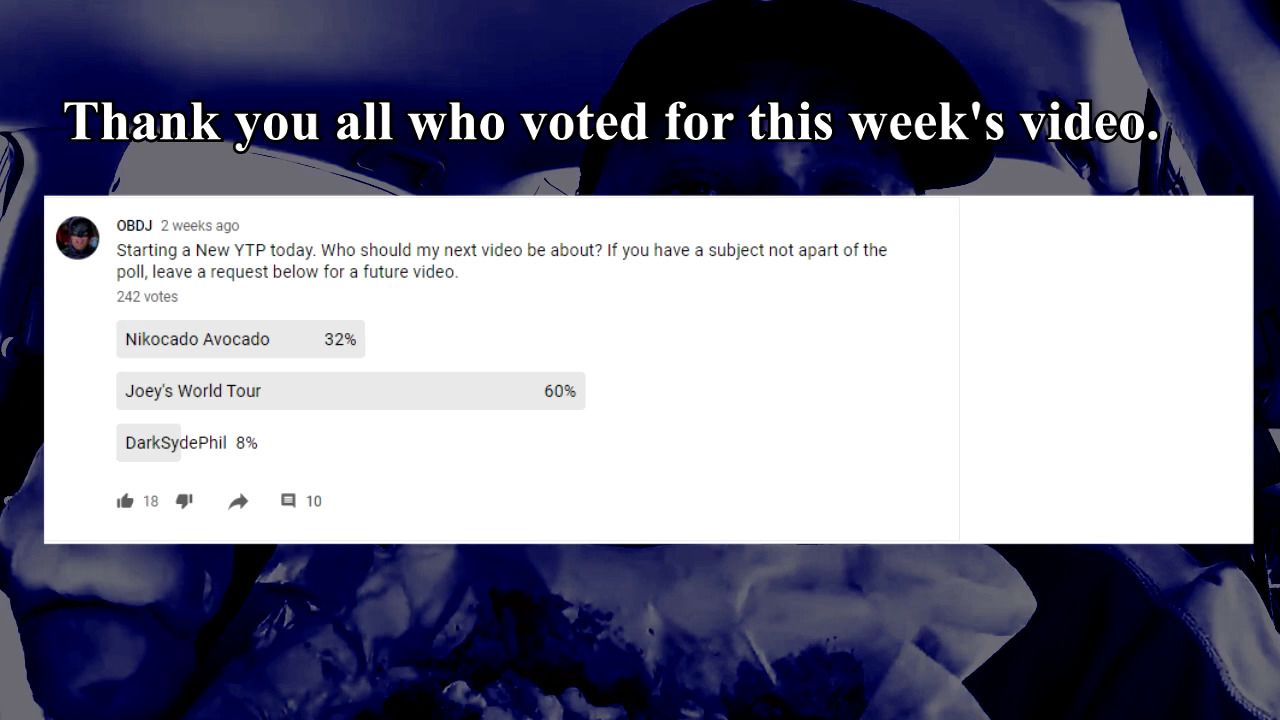 Thank you all who voted for this week's video.
OBDJ 2 weeks ago
Starting a New YTP today. Who should my next video be about? If you have a subject not apart of the
poll, leave a request below for a future video.
242 votes
Nikocado Avocado 32%
Joey's World Tour 60%
DarkSydePhil 8%
18 10